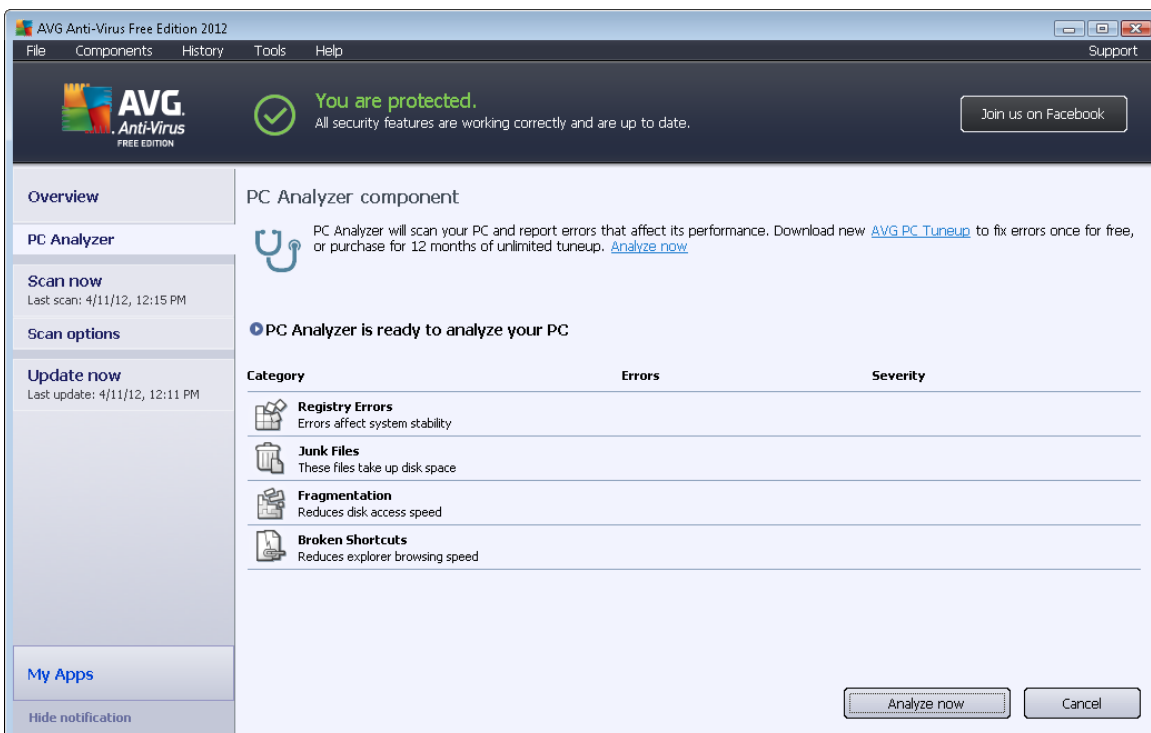 AVG Anti-Virus Free Edition 2012
File Components History Tools Help Support
AVG.
Anti-Virus
FREE EDITION
You are protected.
All security features are working correctly and are up to date.
Join us on Facebook
Overview
PC Analyzer
Scan now
Last scan: 4/11/12, 12:15 PM
Scan options
Update now
Last update: 4/11/12, 12:11 PM
My Apps
Hide notification
PC Analyzer component
PC Analyzer will scan your PC and report errors that affect its performance. Download new AVG PC Tuneup to fix errors once for free,
or purchase for 12 months of unlimited tuneup. Analyze now
PC Analyzer is ready to analyze your PC
Category Errors Severity
Registry Errors
Errors affect system stability
Junk Files
These files take up disk space
Fragmentation
Reduces disk access speed
Broken Shortcuts
Reduces explorer browsing speed
Analyze now Cancel